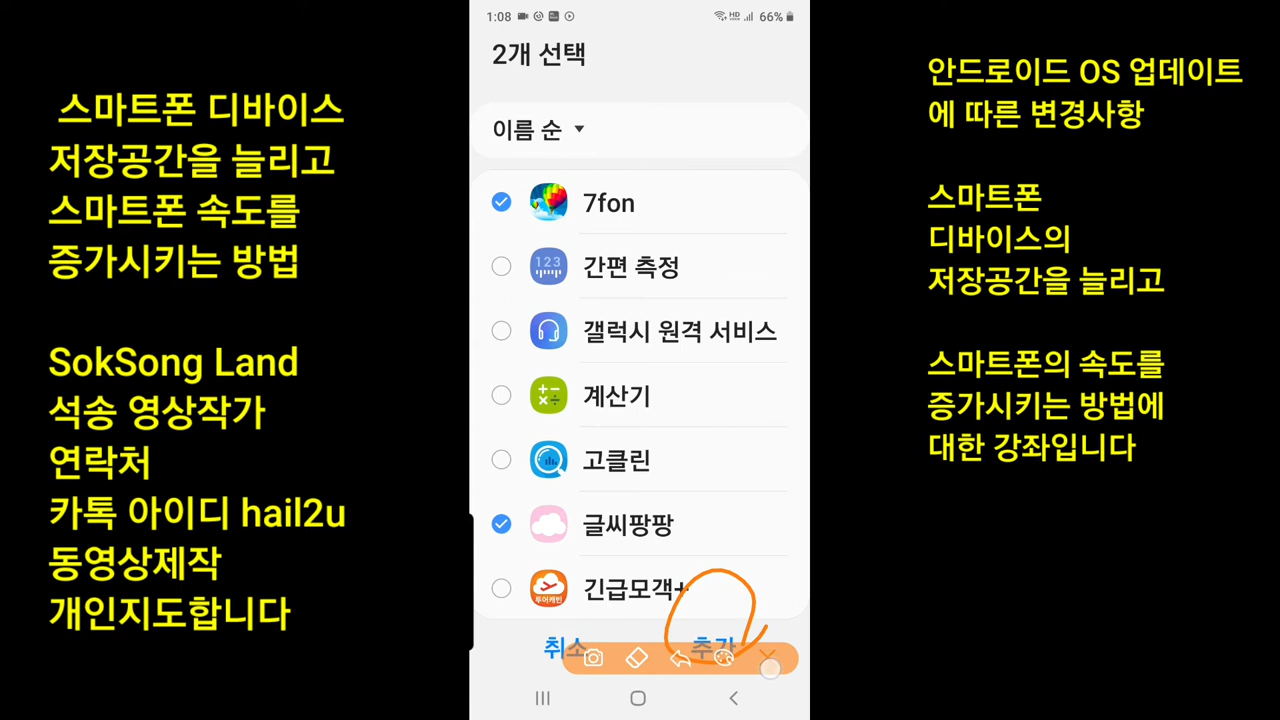 스마트폰 디바이스
저장공간을 늘리고
스마트폰 속도를
증가시키는 방법
SokSong Land
석송 영상작가
연락처
카톡 아이디 hail2u
동영상제작
개인지도합니다
1:08
HD
66%
2개 선택
이름 순
7fon
123
간편 측정
갤럭시 원격 서비스
계산기
고클린
글씨팡팡
투어캐빈
긴급모객+
취소
추가
안드로이드 OS 업데이트
에 따른 변경사항
스마트폰
디바이스의
저장공간을 늘리고
스마트폰의 속도를
증가시키는 방법에
대한 강좌입니다